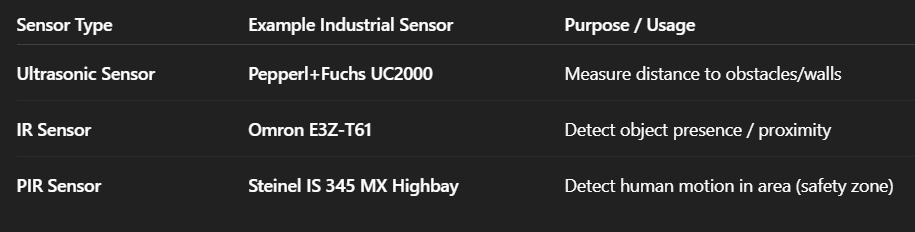 Sensor Type Example Industrial Sensor Purpose / Usage
Ultrasonic Sensor Pepperl+Fuchs UC2000 Measure distance to obstacles/walls
IR Sensor Omron E3Z-T61 Detect object presence / proximity
PIR Sensor Steinel IS 345 MX Highbay Detect human motion in area (safety zone)